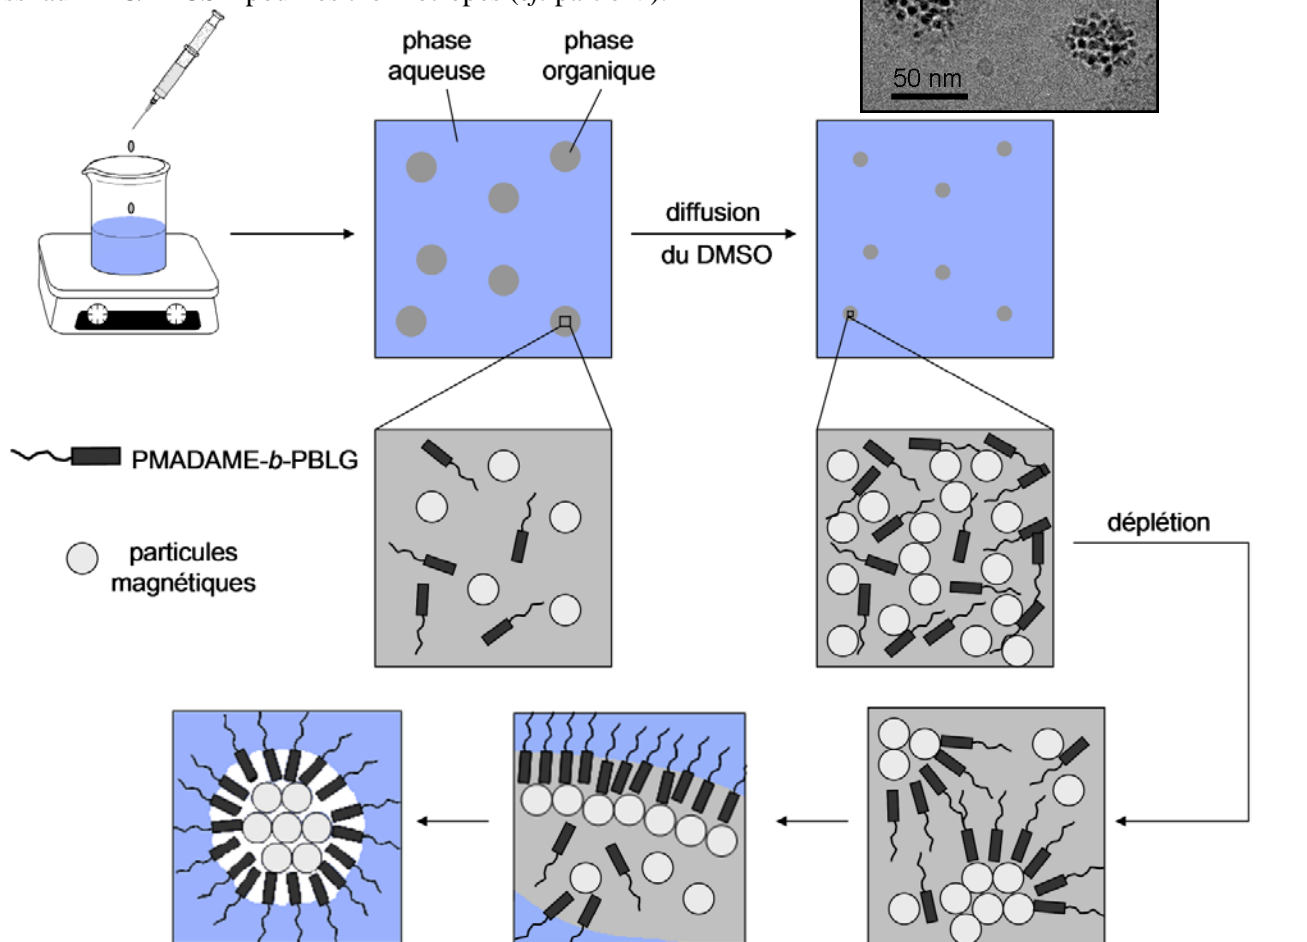 phase
aqueuse
phase
organique
50 nm
diffusion
du DMSO
PMADAME-b-PBLG
particules
magnétiques
déplétion